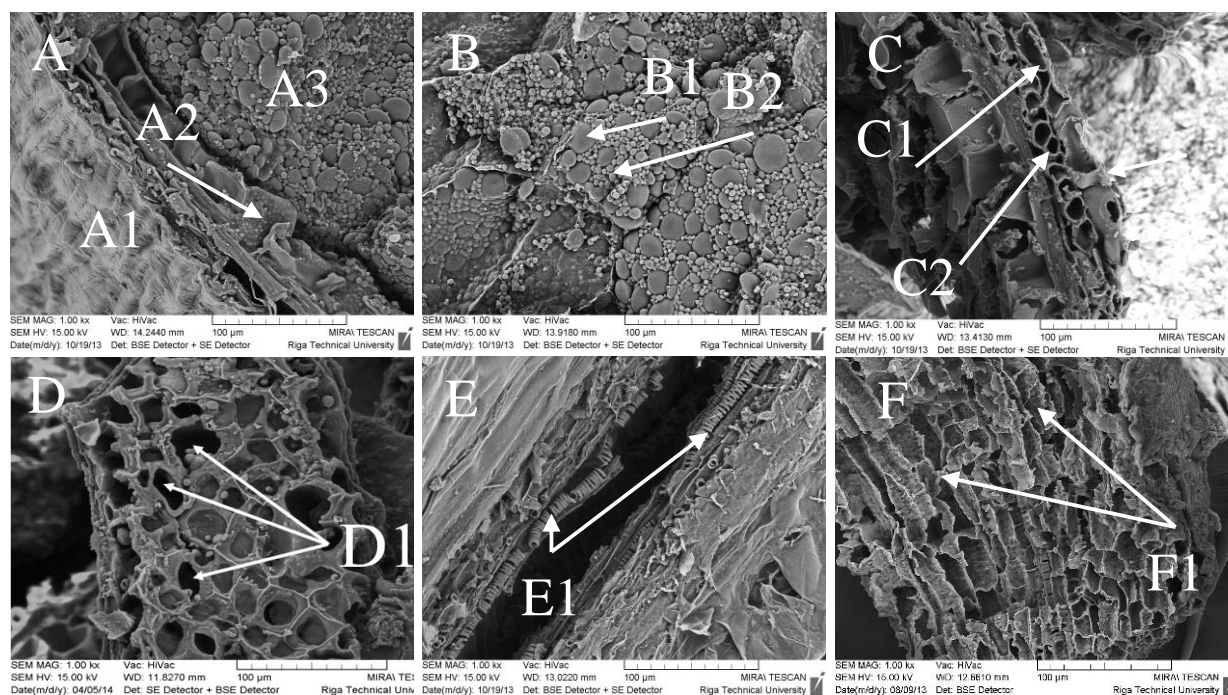 A
A1
A2
A3
SEM MAG: 1.00 kx Vac: HiVac
SEM HV: 15.00 kV WD: 14.2440 mm 100 µm MIRA\ TESCAN
Date(m/d/y): 10/19/13 Det: BSE Detector + SE Detector Riga Technical University
B
B1
B2
SEM MAG: 1.00 kx Vac: HiVac
SEM HV: 15.00 kV WD: 13.9180 mm 100 µm MIRA\ TESCAN
Date(m/d/y): 10/19/13 Det: BSE Detector + SE Detector Riga Technical University
C
C1
C2
SEM MAG: 1.00 kx Vac: HiVac
SEM HV: 15.00 kV WD: 13.4130 mm 100 µm MIRA\ TESCAN
Date(m/d/y): 10/19/13 Det: BSE Detector + SE Detector Riga Technical University
D
D1
SEM MAG: 1.00 kx Vac: HiVac
SEM HV: 15.00 kV WD: 11.8270 mm 100 µm MIRA\ TES
Date(m/d/y): 04/05/14 Det: SE Detector + BSE Detector Riga Technical
E
E1
SEM MAG: 1.00 kx Vac: HiVac
SEM HV: 15.00 kV WD: 13.0220 mm 100 µm MIRA\ TESCAN
Date(m/d/y): 10/19/13 Det: BSE Detector + SE Detector Riga Technical University
F
F1
SEM MAG: 1.00 kx Vac: HiVac
SEM HV: 15.00 kV WD: 12.6610 mm 100 µm MIRA\ TESCAN
Date(m/d/y): 08/09/13 Det: BSE Detector + SE Detector Riga Technical University